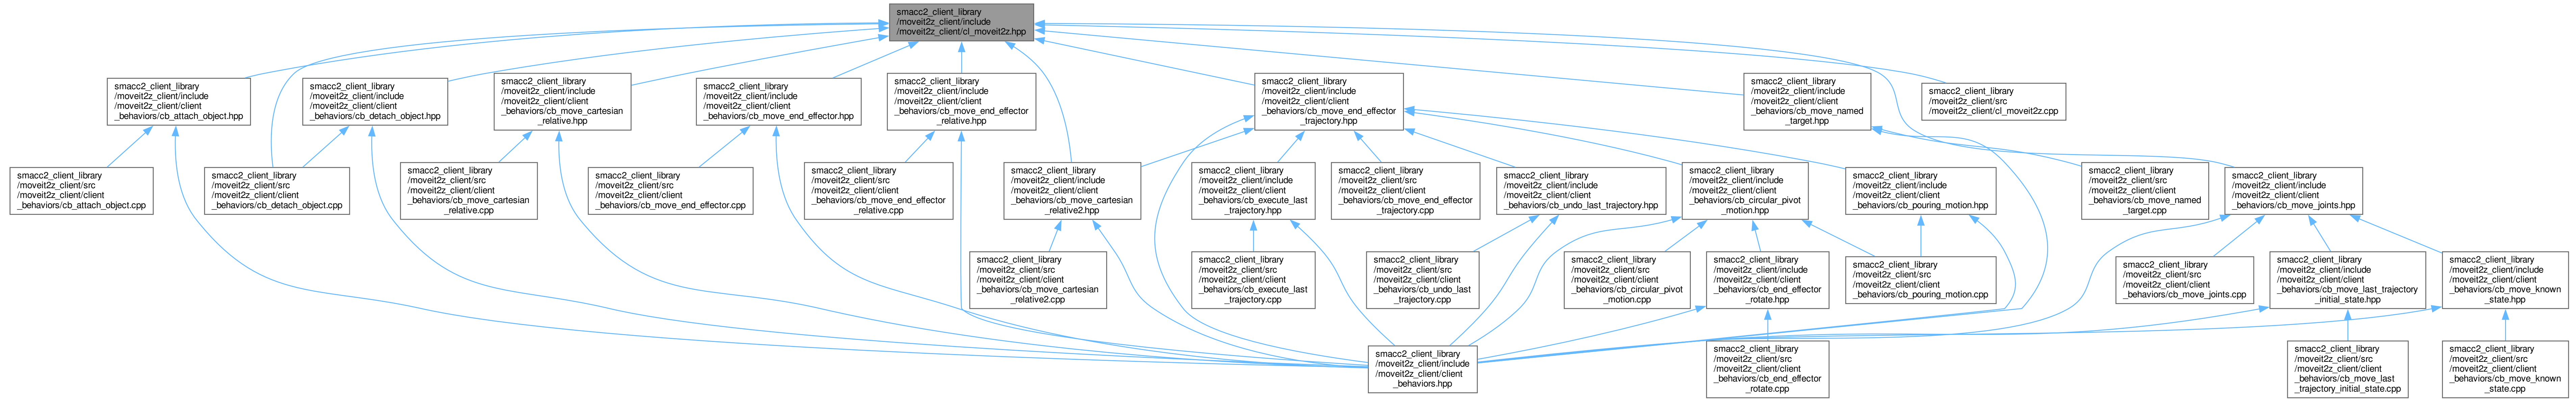 smacc2_client_library
/moveit2z_client/include
/moveit2z_client/cl_moveit2z.hpp
smacc2_client_library
/moveit2z_client/include
/moveit2z_client/client
_behaviors/cb_attach_object.hpp
smacc2_client_library
/moveit2z_client/include
/moveit2z_client/client
_behaviors/cb_detach_object.hpp
smacc2_client_library
/moveit2z_client/include
/moveit2z_client/client
_behaviors/cb_move_cartesian
_relative.hpp
smacc2_client_library
/moveit2z_client/include
/moveit2z_client/client
_behaviors/cb_move_end_effector.hpp
smacc2_client_library
/moveit2z_client/include
/moveit2z_client/client
_behaviors/cb_move_end_effector
_relative.hpp
smacc2_client_library
/moveit2z_client/include
/moveit2z_client/client
_behaviors/cb_move_end_effector
_trajectory.hpp
smacc2_client_library
/moveit2z_client/include
/moveit2z_client/client
_behaviors/cb_move_named
_target.hpp
smacc2_client_library
/moveit2z_client/src
/moveit2z_client/cl_moveit2z.cpp
smacc2_client_library
/moveit2z_client/src
/moveit2z_client/client
_behaviors/cb_attach_object.cpp
smacc2_client_library
/moveit2z_client/src
/moveit2z_client/client
_behaviors/cb_detach_object.cpp
smacc2_client_library
/moveit2z_client/src
/moveit2z_client/client
_behaviors/cb_move_cartesian
_relative.cpp
smacc2_client_library
/moveit2z_client/src
/moveit2z_client/client
_behaviors/cb_move_end_effector.cpp
smacc2_client_library
/moveit2z_client/src
/moveit2z_client/client
_behaviors/cb_move_end_effector
_relative.cpp
smacc2_client_library
/moveit2z_client/include
/moveit2z_client/client
_behaviors/cb_move_cartesian
_relative2.hpp
smacc2_client_library
/moveit2z_client/include
/moveit2z_client/client
_behaviors/cb_execute_last
_trajectory.hpp
smacc2_client_library
/moveit2z_client/src
/moveit2z_client/client
_behaviors/cb_move_end_effector
_trajectory.cpp
smacc2_client_library
/moveit2z_client/include
/moveit2z_client/client
_behaviors/cb_undo_last_trajectory.hpp
smacc2_client_library
/moveit2z_client/include
/moveit2z_client/client
_behaviors/cb_circular_pivot
_motion.hpp
smacc2_client_library
/moveit2z_client/include
/moveit2z_client/client
_behaviors/cb_pouring_motion.hpp
smacc2_client_library
/moveit2z_client/src
/moveit2z_client/client
_behaviors/cb_move_named
_target.cpp
smacc2_client_library
/moveit2z_client/include
/moveit2z_client/client
_behaviors/cb_move_joints.hpp
smacc2_client_library
/moveit2z_client/src
/moveit2z_client/client
_behaviors/cb_move_cartesian
_relative2.cpp
smacc2_client_library
/moveit2z_client/src
/moveit2z_client/client
_behaviors/cb_execute_last
_trajectory.cpp
smacc2_client_library
/moveit2z_client/src
/moveit2z_client/client
_behaviors/cb_undo_last
_trajectory.cpp
smacc2_client_library
/moveit2z_client/src
/moveit2z_client/client
_behaviors/cb_circular_pivot
_motion.cpp
smacc2_client_library
/moveit2z_client/include
/moveit2z_client/client
_behaviors/cb_end_effector
_rotate.hpp
smacc2_client_library
/moveit2z_client/src
/moveit2z_client/client
_behaviors/cb_pouring_motion.cpp
smacc2_client_library
/moveit2z_client/src
/moveit2z_client/client
_behaviors/cb_move_joints.cpp
smacc2_client_library
/moveit2z_client/include
/moveit2z_client/client
_behaviors/cb_move_last_trajectory
_initial_state.hpp
smacc2_client_library
/moveit2z_client/include
/moveit2z_client/client
_behaviors/cb_move_known
_state.hpp
smacc2_client_library
/moveit2z_client/include
/moveit2z_client/client
_behaviors.hpp
smacc2_client_library
/moveit2z_client/src
/moveit2z_client/client
_behaviors/cb_end_effector
_rotate.cpp
smacc2_client_library
/moveit2z_client/src
/moveit2z_client/client
_behaviors/cb_move_last
_trajectory_initial_state.cpp
smacc2_client_library
/moveit2z_client/src
/moveit2z_client/client
_behaviors/cb_move_known
_state.cpp